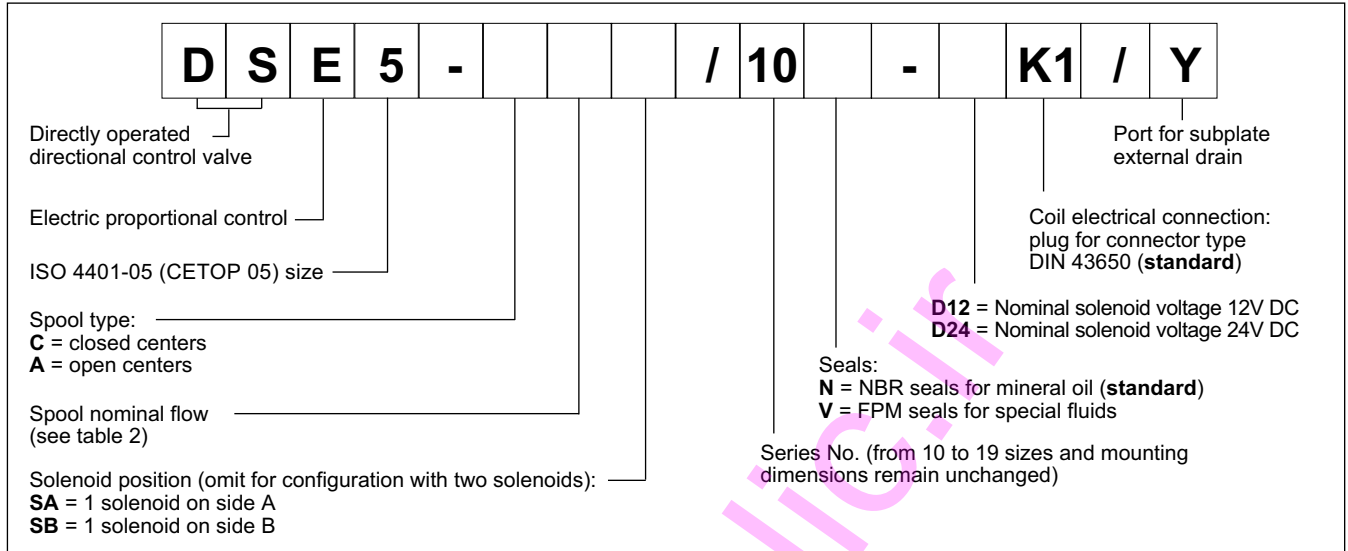 D S E 5 - / 10 - K1 / Y
Directly operated
directional control valve
Electric proportional control
ISO 4401-05 (CETOP 05) size
Spool type:
C = closed centers
A = open centers
Spool nominal flow
(see table 2)
Solenoid position (omit for configuration with two solenoids):
SA = 1 solenoid on side A
SB = 1 solenoid on side B
Port for subplate
external drain
Coil electrical connection:
plug for connector type
DIN 43650 (standard)
D12 = Nominal solenoid voltage 12V DC
D24 = Nominal solenoid voltage 24V DC
Seals:
N = NBR seals for mineral oil (standard)
V = FPM seals for special fluids
Series No. (from 10 to 19 sizes and mounting
dimensions remain unchanged)